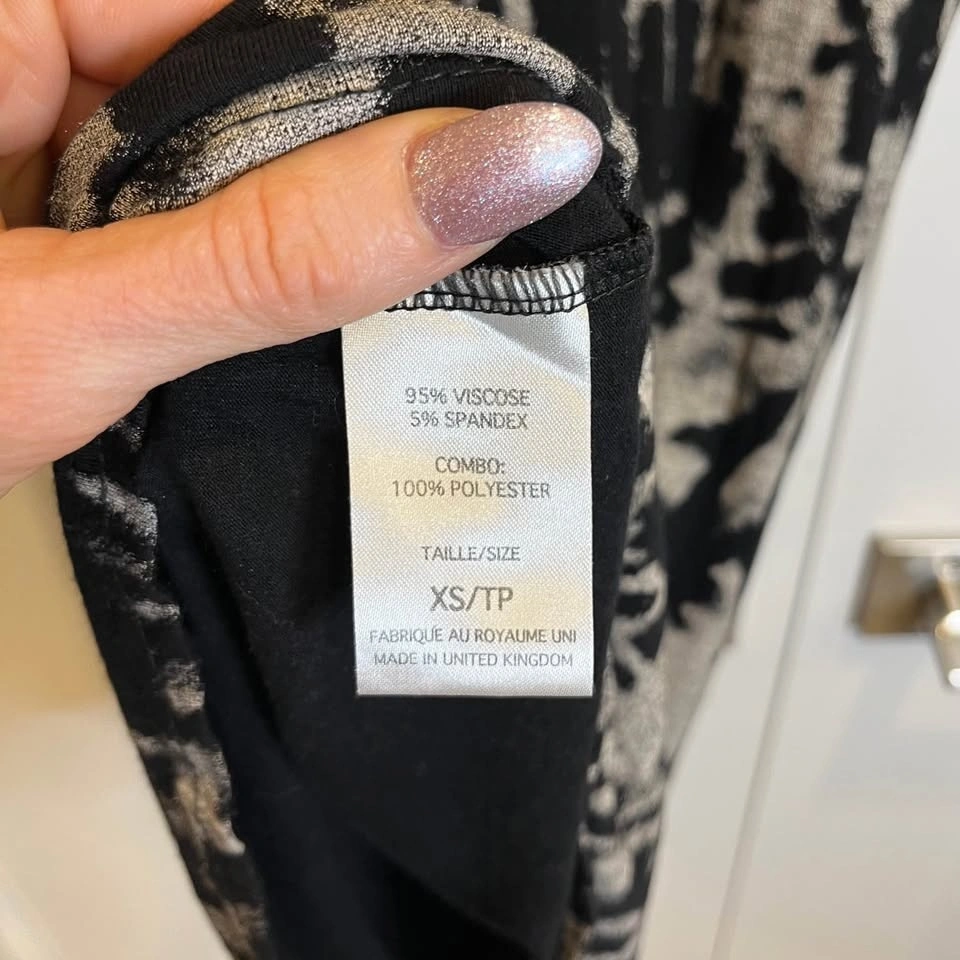 95% VISCOSE
5% SPANDEX
COMBO:
100% POLYESTER
TAILLE/SIZE
XS/TP
FABRIQUE AU ROYAUME UNI
MADE IN UNITED KINGDOM